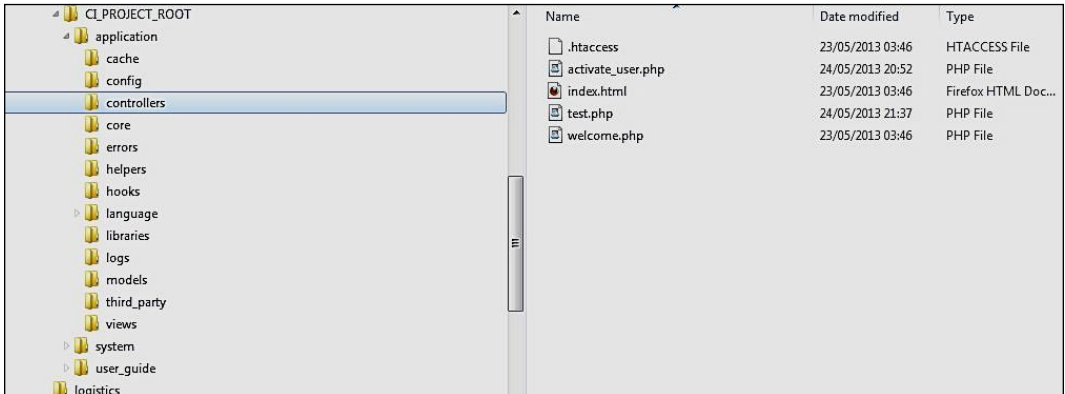 CI_PROJECT_ROOT
application
cache
config
controllers
core
errors
helpers
hooks
language
libraries
logs
models
third_party
views
system
user_guide
logistics
Name Date modified Type
.htaccess 23/05/2013 03:46 HTACCESS File
activate_user.php 24/05/2013 20:52 PHP File
index.html 23/05/2013 03:46 Firefox HTML Doc...
test.php 24/05/2013 21:37 PHP File
welcome.php 23/05/2013 03:46 PHP File